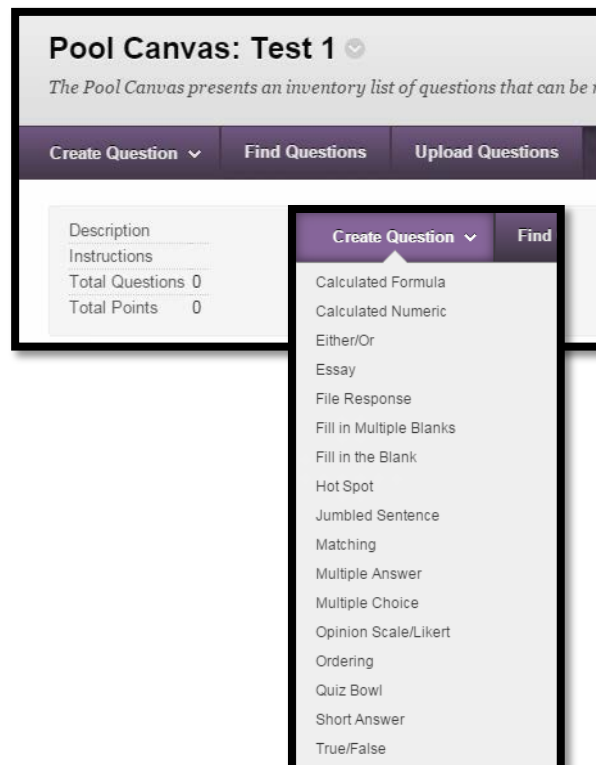 Pool Canvas: Test 1
The Pool Canvas presents an inventory list of questions that can be
Create Question Find Questions Upload Questions
Description
Instructions
Total Questions 0
Total Points 0
Create Question Find
Calculated Formula
Calculated Numeric
Either/Or
Essay
File Response
Fill in Multiple Blanks
Fill in the Blank
Hot Spot
Jumbled Sentence
Matching
Multiple Answer
Multiple Choice
Opinion Scale/Likert
Ordering
Quiz Bowl
Short Answer
True/False